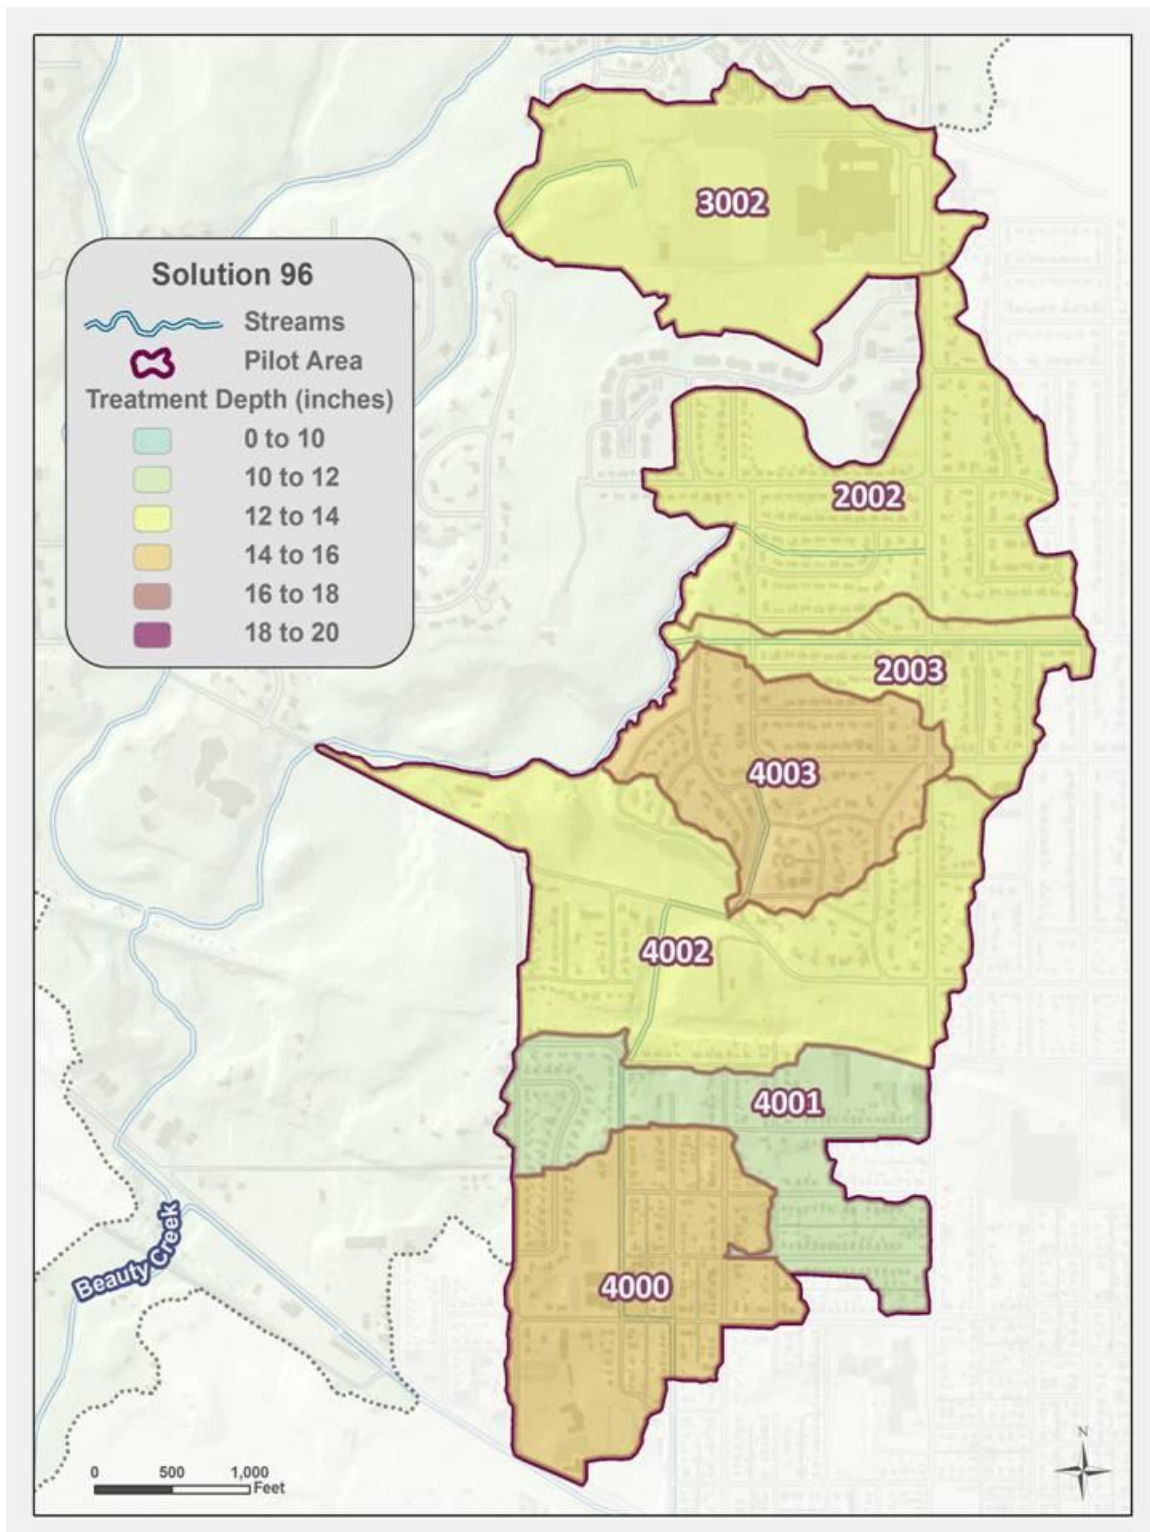 3002
Solution 96
Streams
Pilot Area
Treatment Depth (inches)
0 to 10
10 to 12
12 to 14
14 to 16
16 to 18
18 to 20
2002
2003
4003
4002
4001
4000
Beauty Creek
N
0 500 1,000
Feet